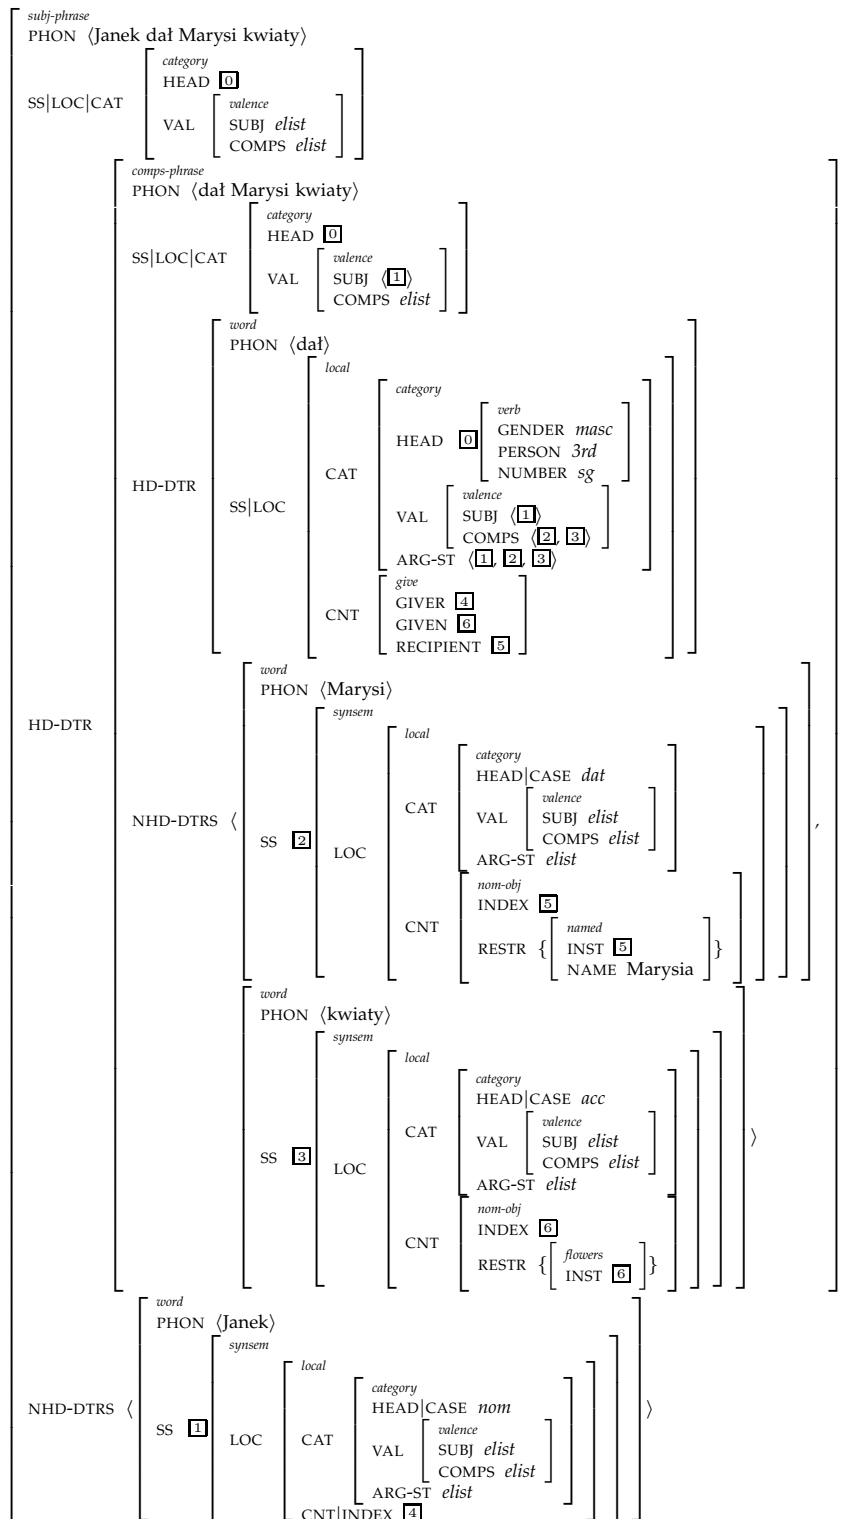 subj-phrase
PHON ⟨Janek dał Marysi kwiaty⟩
category
HEAD 0
SS|LOC|CAT
valence
VAL SUBJ elist
COMPS elist
comps-phrase
PHON ⟨dał Marysi kwiaty⟩
category
HEAD 0
SS|LOC|CAT
valence
VAL SUBJ ⟨1⟩
COMPS elist
word
PHON ⟨dał⟩
local
category
verb
GENDER masc
HEAD 0
PERSON 3rd
NUMBER sg
CAT
HD-DTR
valence
SS|LOC
VAL SUBJ ⟨1⟩
COMPS ⟨2, 3⟩
ARG-ST ⟨1, 2, 3⟩
give
GIVER 4
CNT GIVEN 6
RECIPIENT 5
word
PHON ⟨Marysi⟩
HD-DTR
synsem
local
category
HEAD|CASE dat
valence
CAT
VAL SUBJ elist
COMPS elist
NHD-DTRS ⟨ SS 2 LOC ,
ARG-ST elist
nom-obj
INDEX 5
CNT
named
RESTR { INST 5 }
NAME Marysia
word
PHON ⟨kwiaty⟩
synsem
local
category
HEAD|CASE acc
valence
CAT
VAL SUBJ elist
COMPS elist
SS 3 LOC ⟩
ARG-ST elist
nom-obj
INDEX 6
CNT
flowers
RESTR { INST 6 }
word
PHON ⟨Janek⟩
synsem
local
category
HEAD|CASE nom
NHD-DTRS ⟨ SS 1 LOC CAT ⟩
valence
VAL SUBJ elist
COMPS elist
ARG-ST elist
CNT|INDEX 4